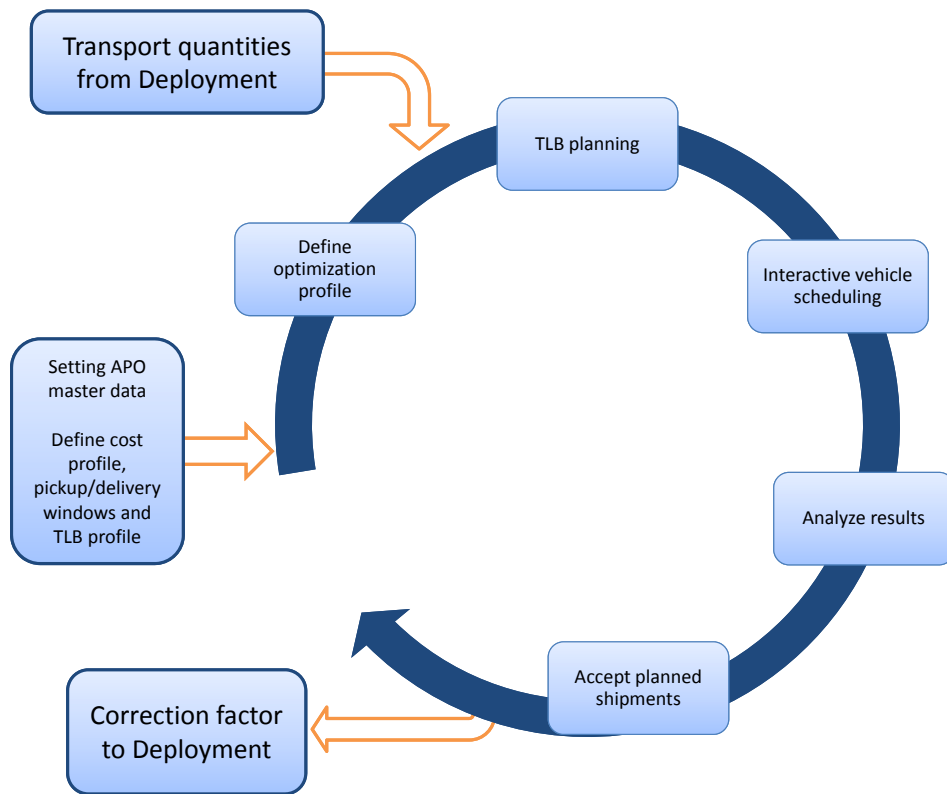 Transport quantities
from Deployment
TLB planning
Define
optimization
profile
Interactive vehicle
scheduling
Setting APO
master data
Define cost
profile,
pickup/delivery
windows and
TLB profile
Analyze results
Accept planned
shipments
Correction factor
to Deployment